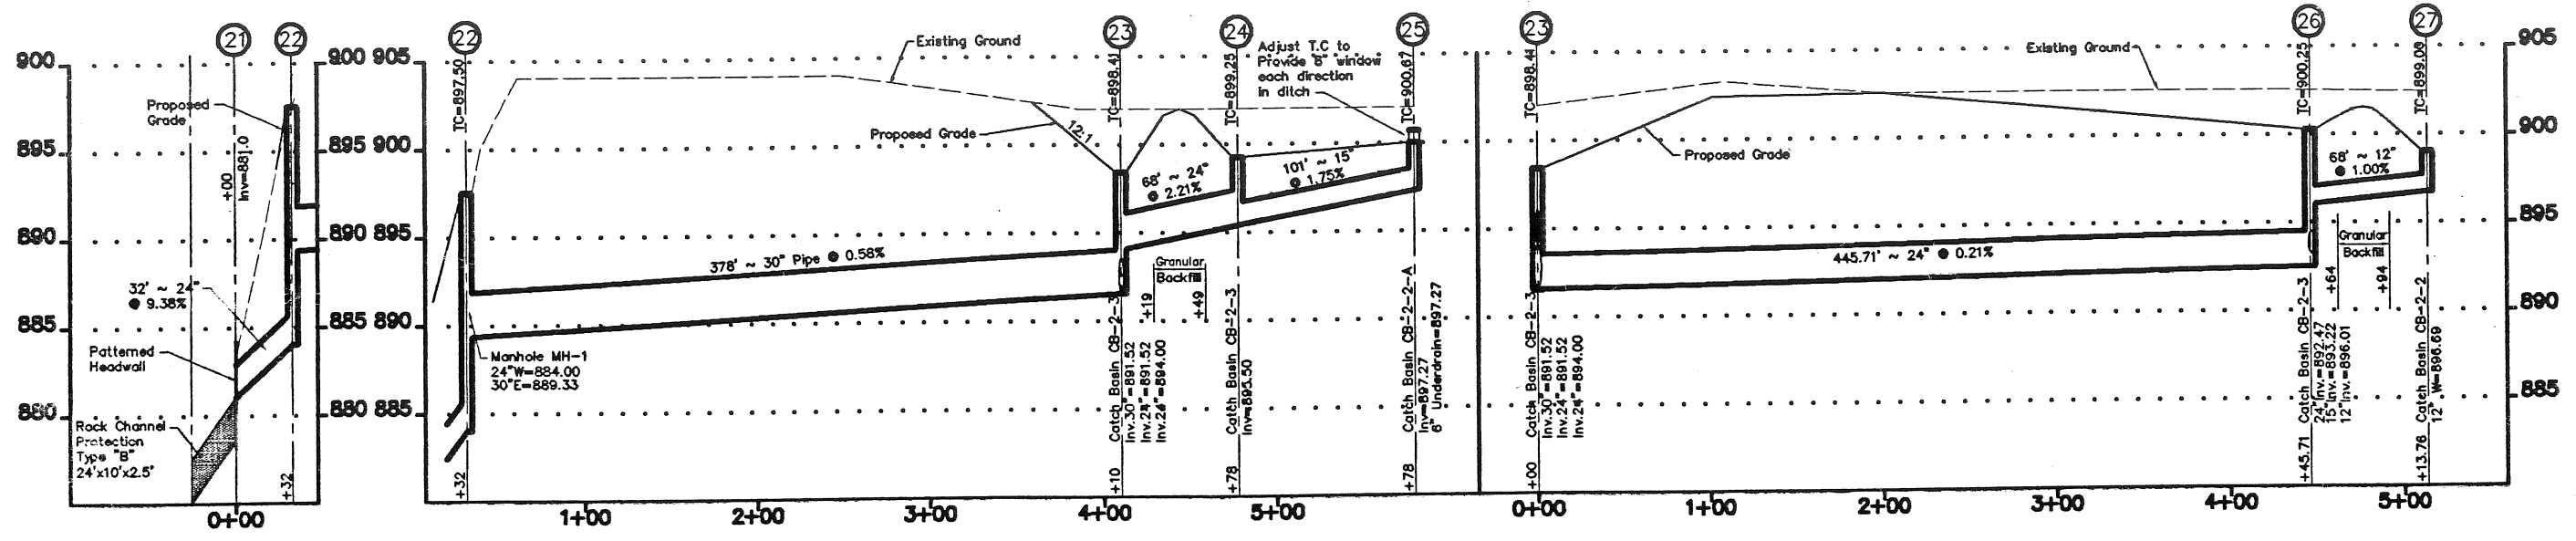 21
22
22
23
24
25
23
26
27
900
895
890
885
880
900
895
890
885
880
905
900
895
890
885
905
900
895
890
885
Proposed
Grade
+00
Inv=881.0
32' ~ 24"
@ 9.38%
Patterned
Headwall
Rock Channel
Protection
Type "B"
24'x10'x2.5'
+32
0+00
TC=897.50
Existing Ground
Proposed Grade
12:1
378' ~ 30" Pipe @ 0.58%
Manhole MH-1
24"W=884.00
30"E=889.33
+32
TC=898.41
68' ~ 24"
@ 2.21%
Granular
Backfill
+19
+49
Catch Basin CB-2-3
Inv.30"=891.52
Inv.24"=891.52
Inv.24"=894.00
+10
TC=899.25
101' ~ 15"
@ 1.75%
Catch Basin CB-2-3
Inv=895.50
+78
Adjust T.C to
Provide 8" window
each direction
in ditch
TC=900.67
Catch Basin CB-2-2-A
Inv=897.27
6" Underdrain=897.27
+78
1+00
2+00
3+00
4+00
5+00
TC=898.41
Existing Ground
Proposed Grade
445.71' ~ 24" @ 0.21%
Catch Basin CB-2-3
Inv.30"=891.52
Inv.24"=891.52
Inv.24"=894.00
+00
TC=900.25
68' ~ 12"
@ 1.00%
Granular
Backfill
+64
+94
Catch Basin CB-2-3
24"Inv.=892.47
15"Inv.=893.22
12"Inv.=896.01
+45.71
TC=899.00
Catch Basin CB-2-2
12" W=896.69
+13.76
0+00
1+00
2+00
3+00
4+00
5+00